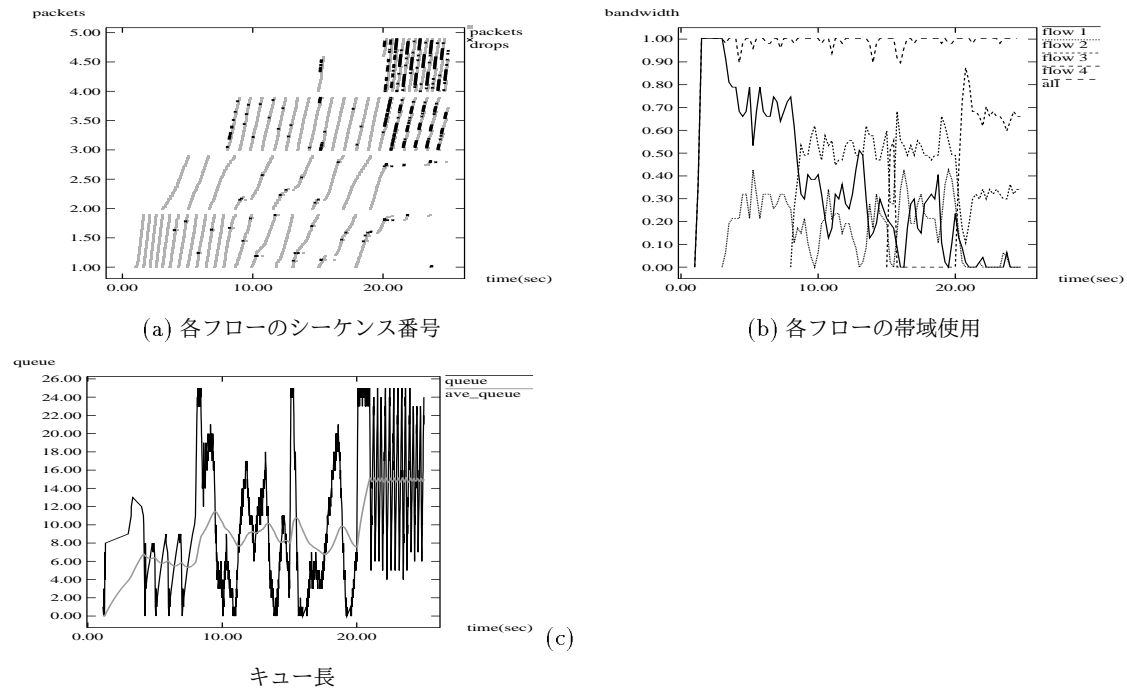 packets
5.00
4.50
4.00
3.50
3.00
2.50
2.00
1.50
1.00
0.00
10.00
20.00
time(sec)
packets
drops
(a) 各フローのシーケンス番号
bandwidth
1.00
0.90
0.80
0.70
0.60
0.50
0.40
0.30
0.20
0.10
0.00
0.00
10.00
20.00
time(sec)
flow 1
flow 2
flow 3
flow 4
all
(b) 各フローの帯域使用
queue
26.00
24.00
22.00
20.00
18.00
16.00
14.00
12.00
10.00
8.00
6.00
4.00
2.00
0.00
0.00
10.00
20.00
time(sec)
queue
ave_queue
(c)
キュー長